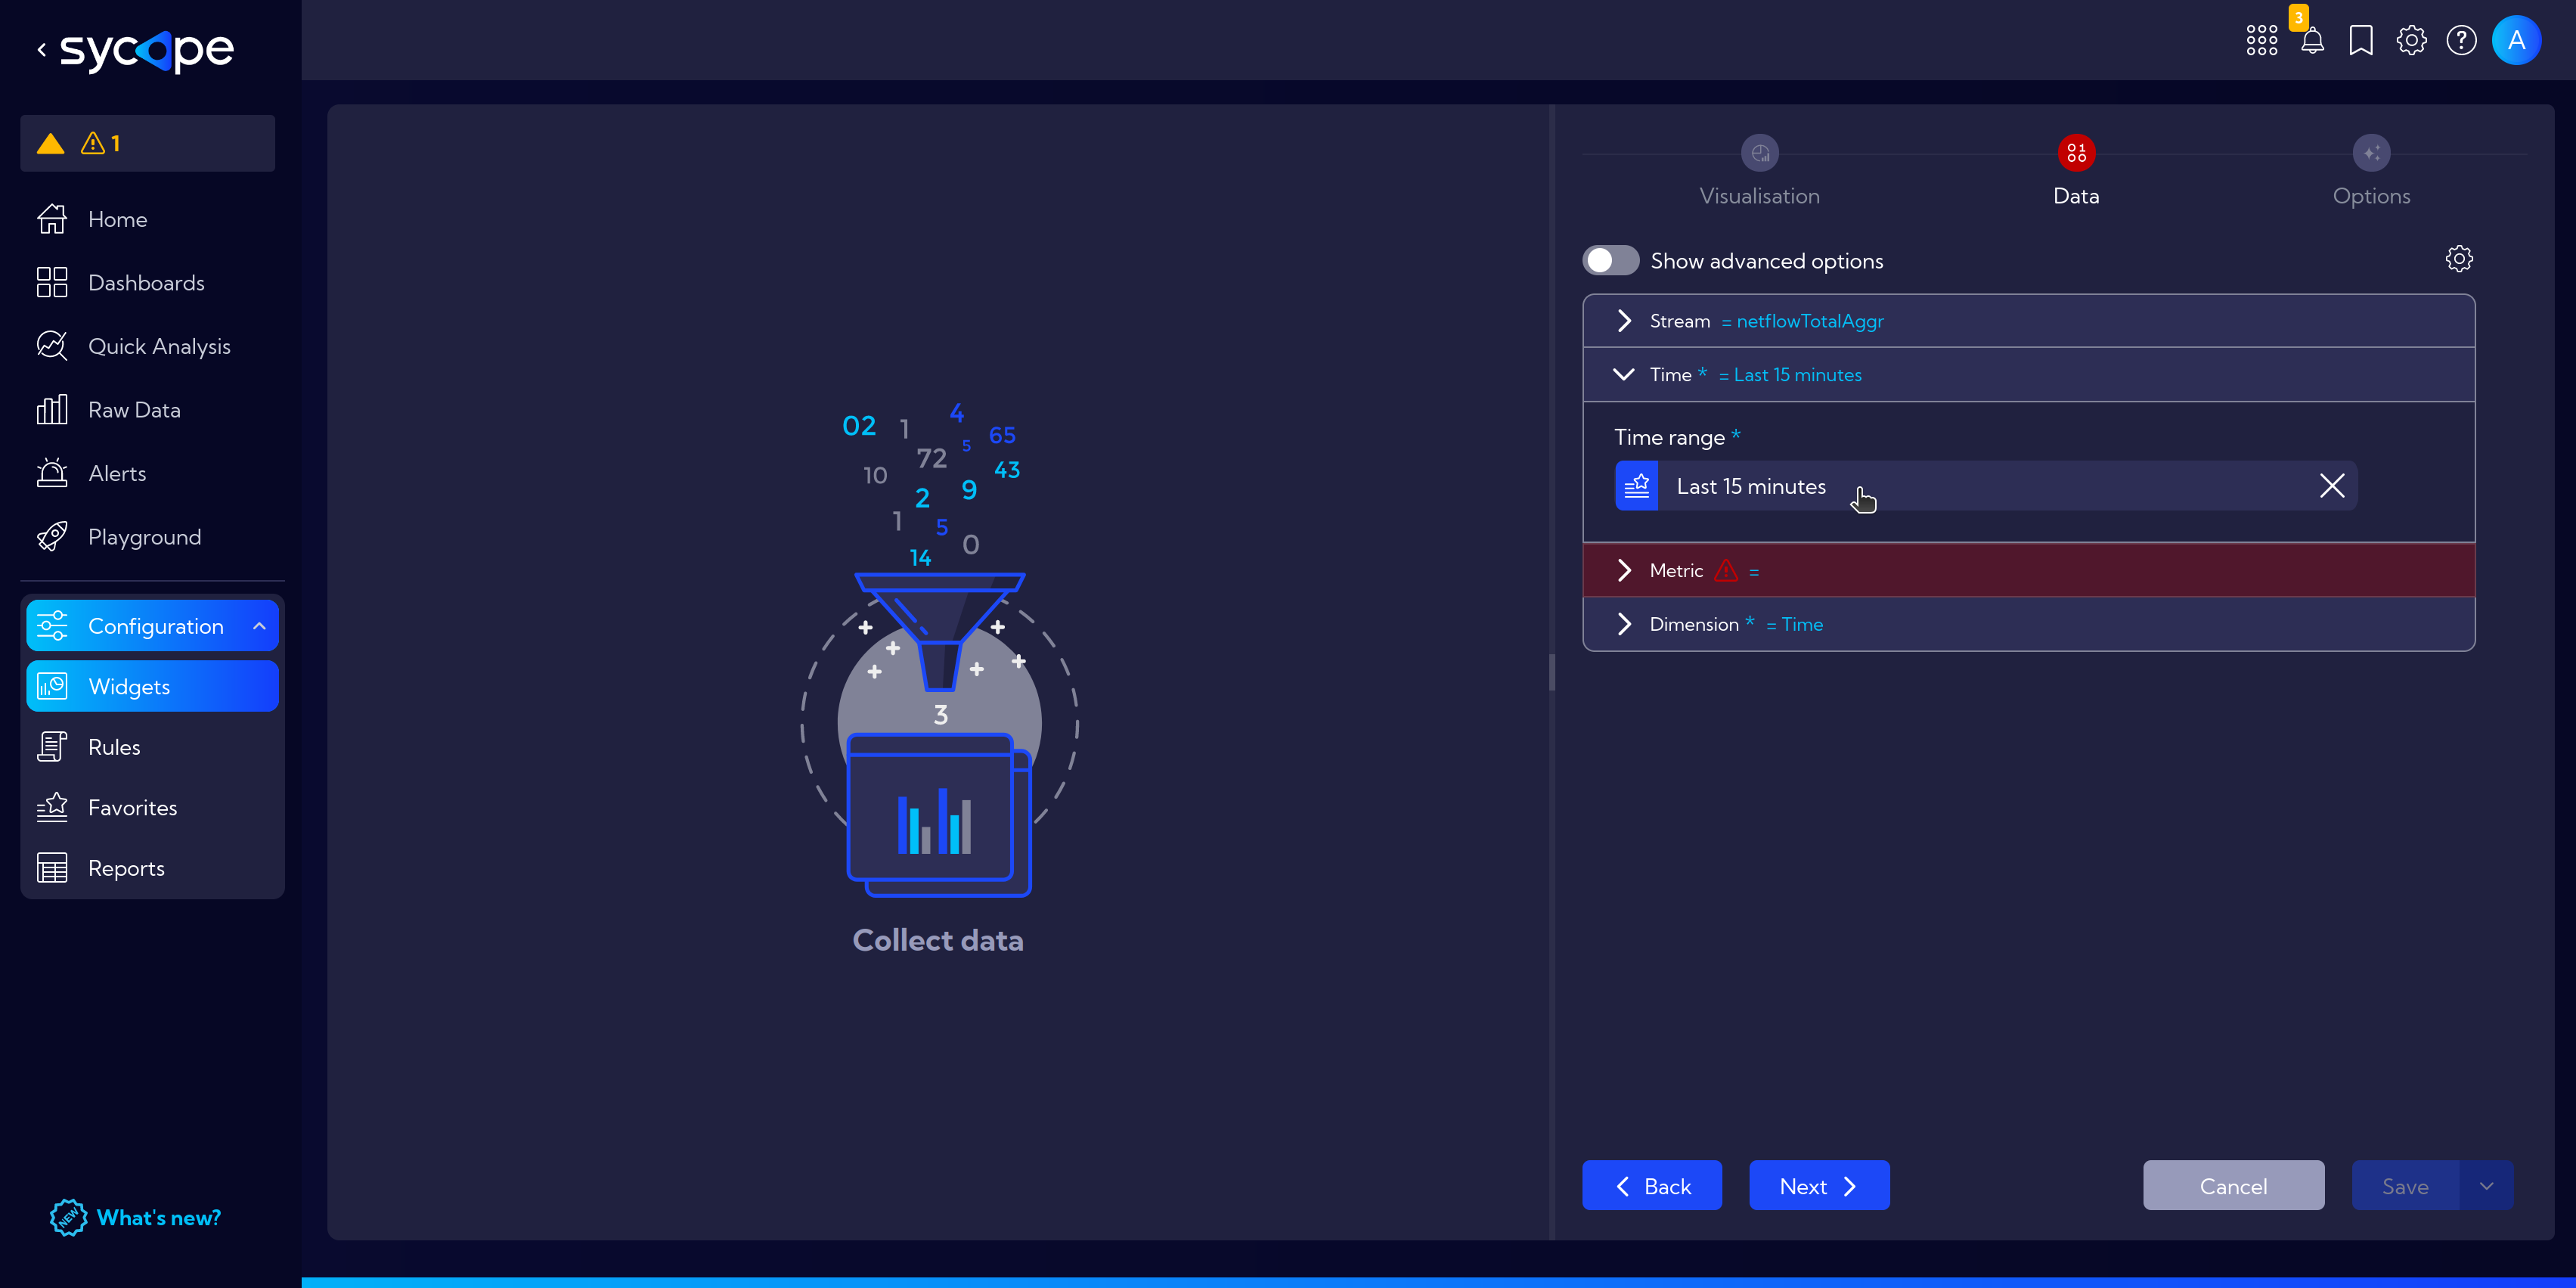 sycope
3
A
1
Home
Dashboards
Quick Analysis
Raw Data
Alerts
Playground
Configuration
Widgets
Rules
Favorites
Reports
NEW What's new?
02 1 4
72 5 65
10 43
2 9
1 5 0
14
3
Collect data
Visualisation
Data
Options
Show advanced options
Stream = netflowTotalAggr
Time * = Last 15 minutes
Time range *
Last 15 minutes
Metric =
Dimension * = Time
Back
Next
Cancel
Save